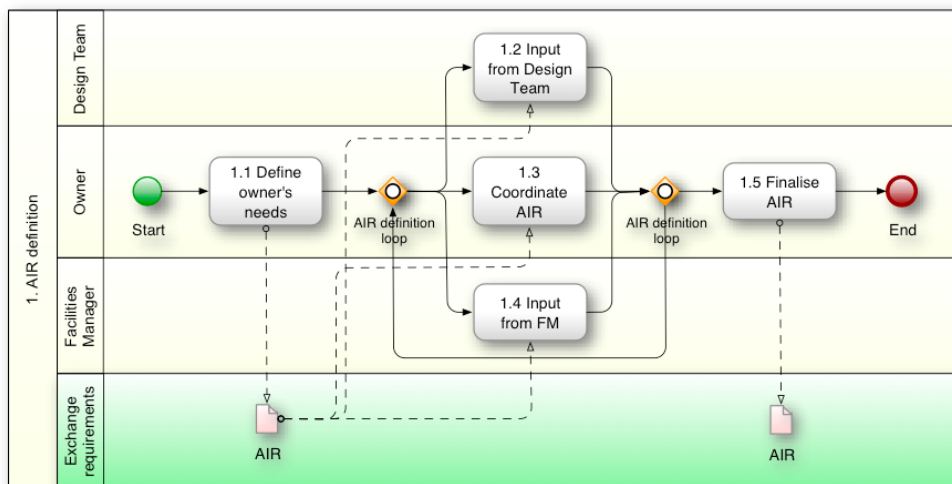 1. AIR definition
Design Team
1.2 Input
from Design
Team
Owner
Start
1.1 Define
owner's
needs
AIR definition
loop
1.3
Coordinate
AIR
AIR definition
loop
1.5 Finalise
AIR
End
Facilities
Manager
1.4 Input
from FM
Exchange
requirements
AIR
AIR